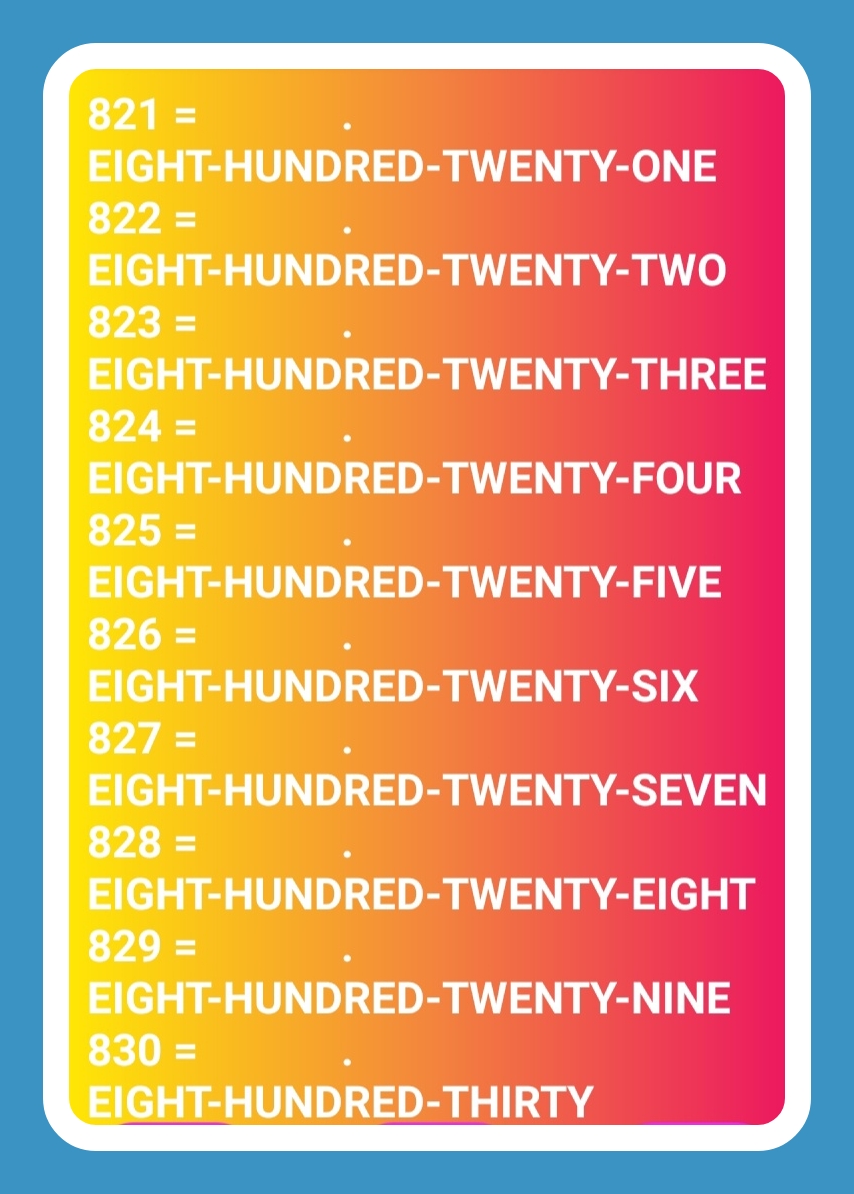 821 = .
EIGHT-HUNDRED-TWENTY-ONE
822 = .
EIGHT-HUNDRED-TWENTY-TWO
823 = .
EIGHT-HUNDRED-TWENTY-THREE
824 = .
EIGHT-HUNDRED-TWENTY-FOUR
825 = .
EIGHT-HUNDRED-TWENTY-FIVE
826 = .
EIGHT-HUNDRED-TWENTY-SIX
827 = .
EIGHT-HUNDRED-TWENTY-SEVEN
828 = .
EIGHT-HUNDRED-TWENTY-EIGHT
829 = .
EIGHT-HUNDRED-TWENTY-NINE
830 = .
EIGHT-HUNDRED-THIRTY